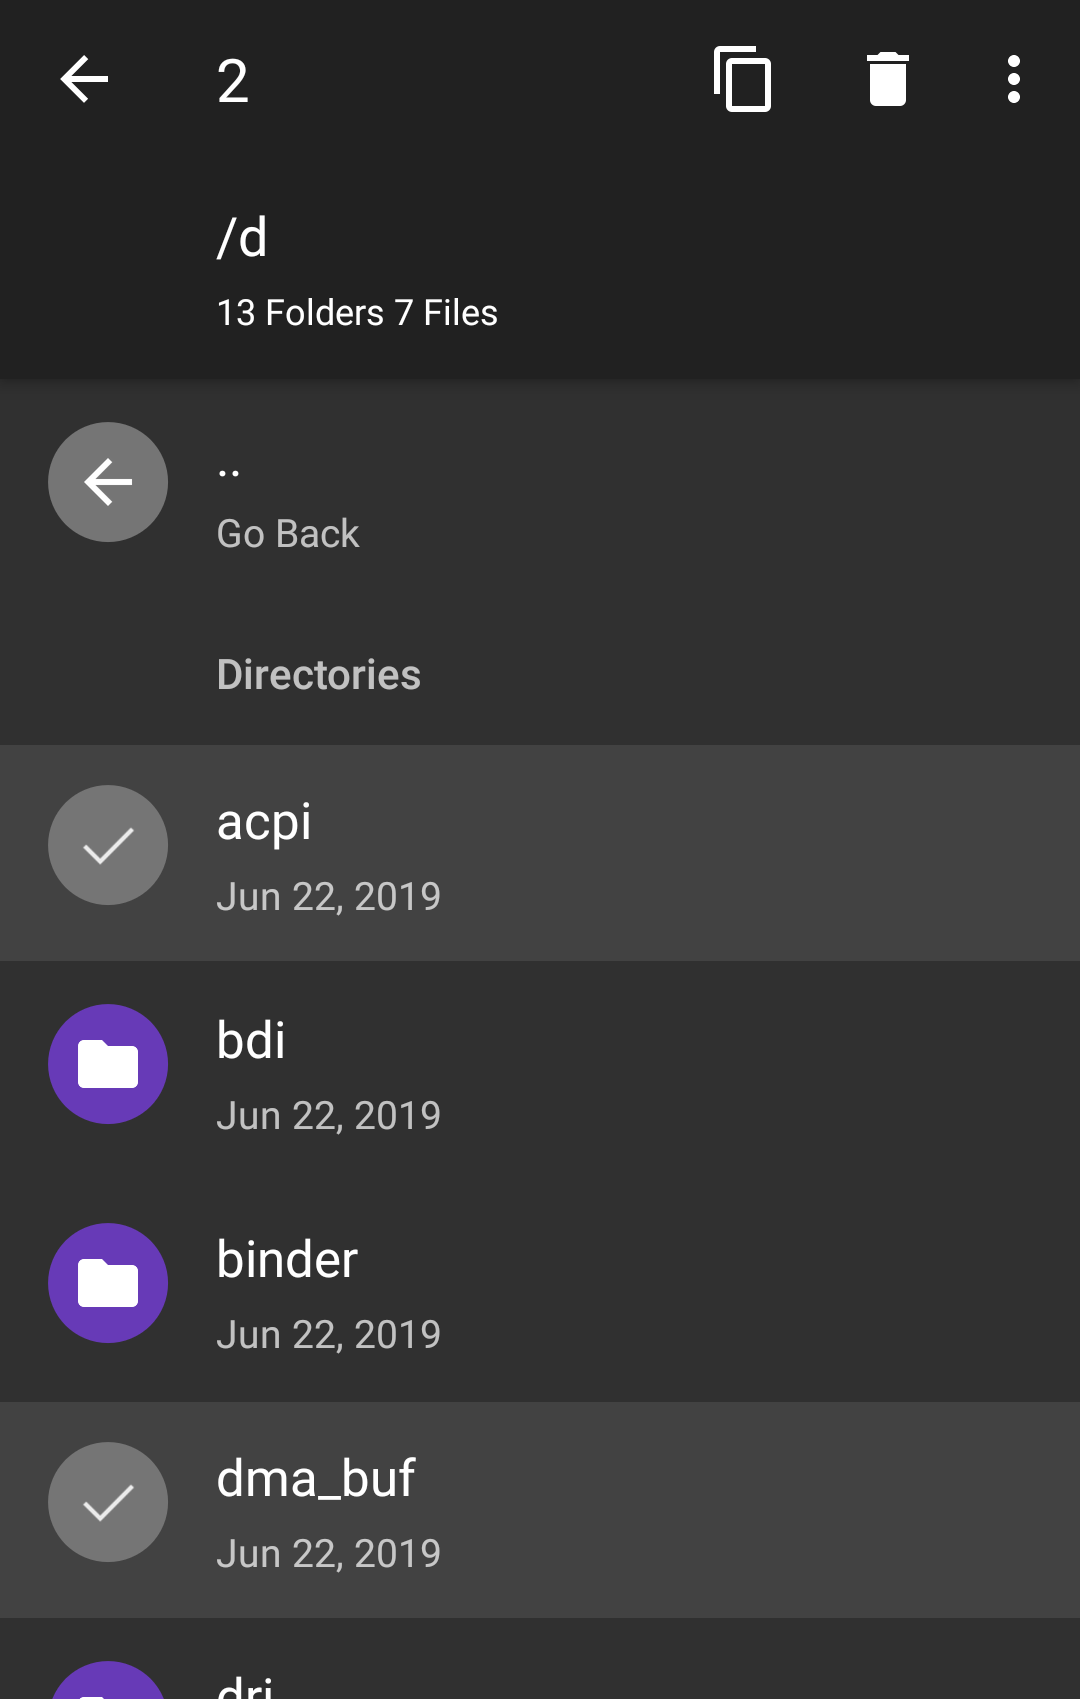 2
/d
13 Folders 7 Files
..
Go Back
Directories
acpi
Jun 22, 2019
bdi
Jun 22, 2019
binder
Jun 22, 2019
dma_buf
Jun 22, 2019
dri